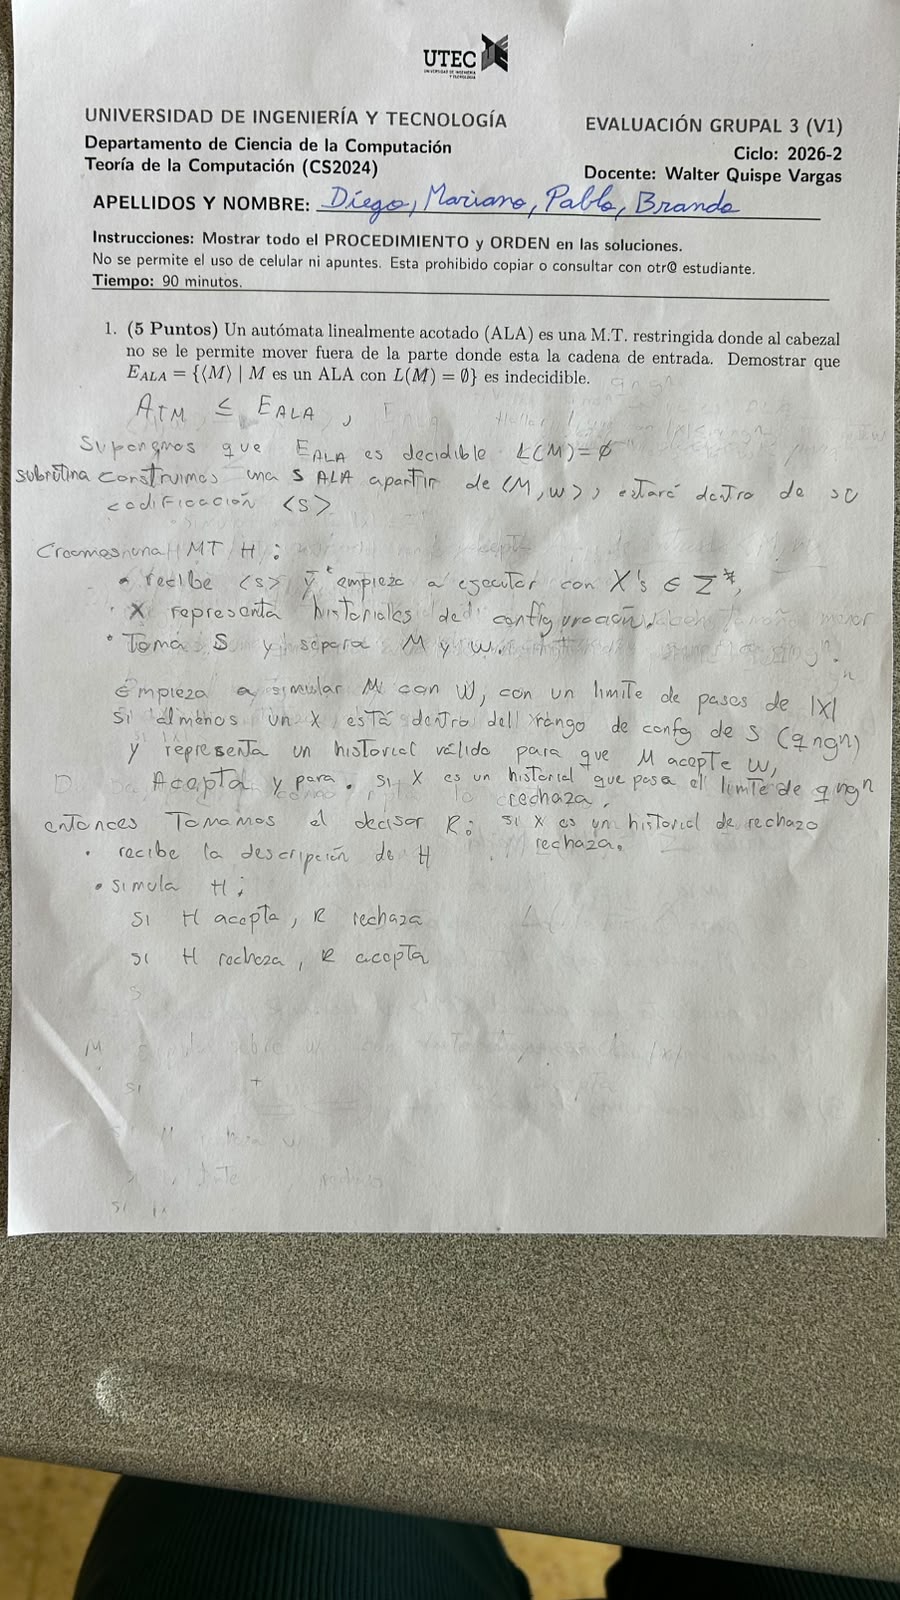 UTEC
UNIVERSIDAD DE INGENIERÍA Y TECNOLOGÍA
UNIVERSIDAD DE INGENIERÍA Y TECNOLOGÍA
EVALUACIÓN GRUPAL 3 (V1)
Departamento de Ciencia de la Computación
Ciclo: 2026-2
Teoría de la Computación (CS2024)
Docente: Walter Quispe Vargas
APELLIDOS Y NOMBRE: Diego, Mariano, Pablo, Brando
Instrucciones: Mostrar todo el PROCEDIMIENTO y ORDEN en las soluciones.
No se permite el uso de celular ni apuntes. Esta prohibido copiar o consultar con otr@ estudiante.
Tiempo: 90 minutos.
1. (5 Puntos) Un autómata linealmente acotado (ALA) es una M.T. restringida donde al cabezal
no se le permite mover fuera de la parte donde esta la cadena de entrada. Demostrar que
E_ALA = {⟨M⟩ | M es un ALA con L(M) = ∅} es indecidible.
A_TM ≤ E_ALA ,
Supongmos que E_ALA es decidible L(M)=∅
subrutina construimos una S ALA apartir de ⟨M,w⟩, estará dentro de su
codificación ⟨S⟩
Creamos una MT H :
• recibe ⟨S⟩ y empieza a ejecutar con X's ∈ Σ*,
• X representa historiales de configuración.
• Toma S y separa M y w.
Empieza a simular M con W, con un limite de pasos de |X|
si almenos un X está dentro del rango de confg de S (qngⁿ)
y representa un historial válido para que M acepte w,
Acepta y para. si X es un historial que pasa el limite de qngⁿ
rechaza.
entonces Tomamos el decisor R: si X es un historial de rechazo
rechaza.
• recibe la descripción de H
• simula H :
si H acepta, R rechaza
si H rechaza, R acepta